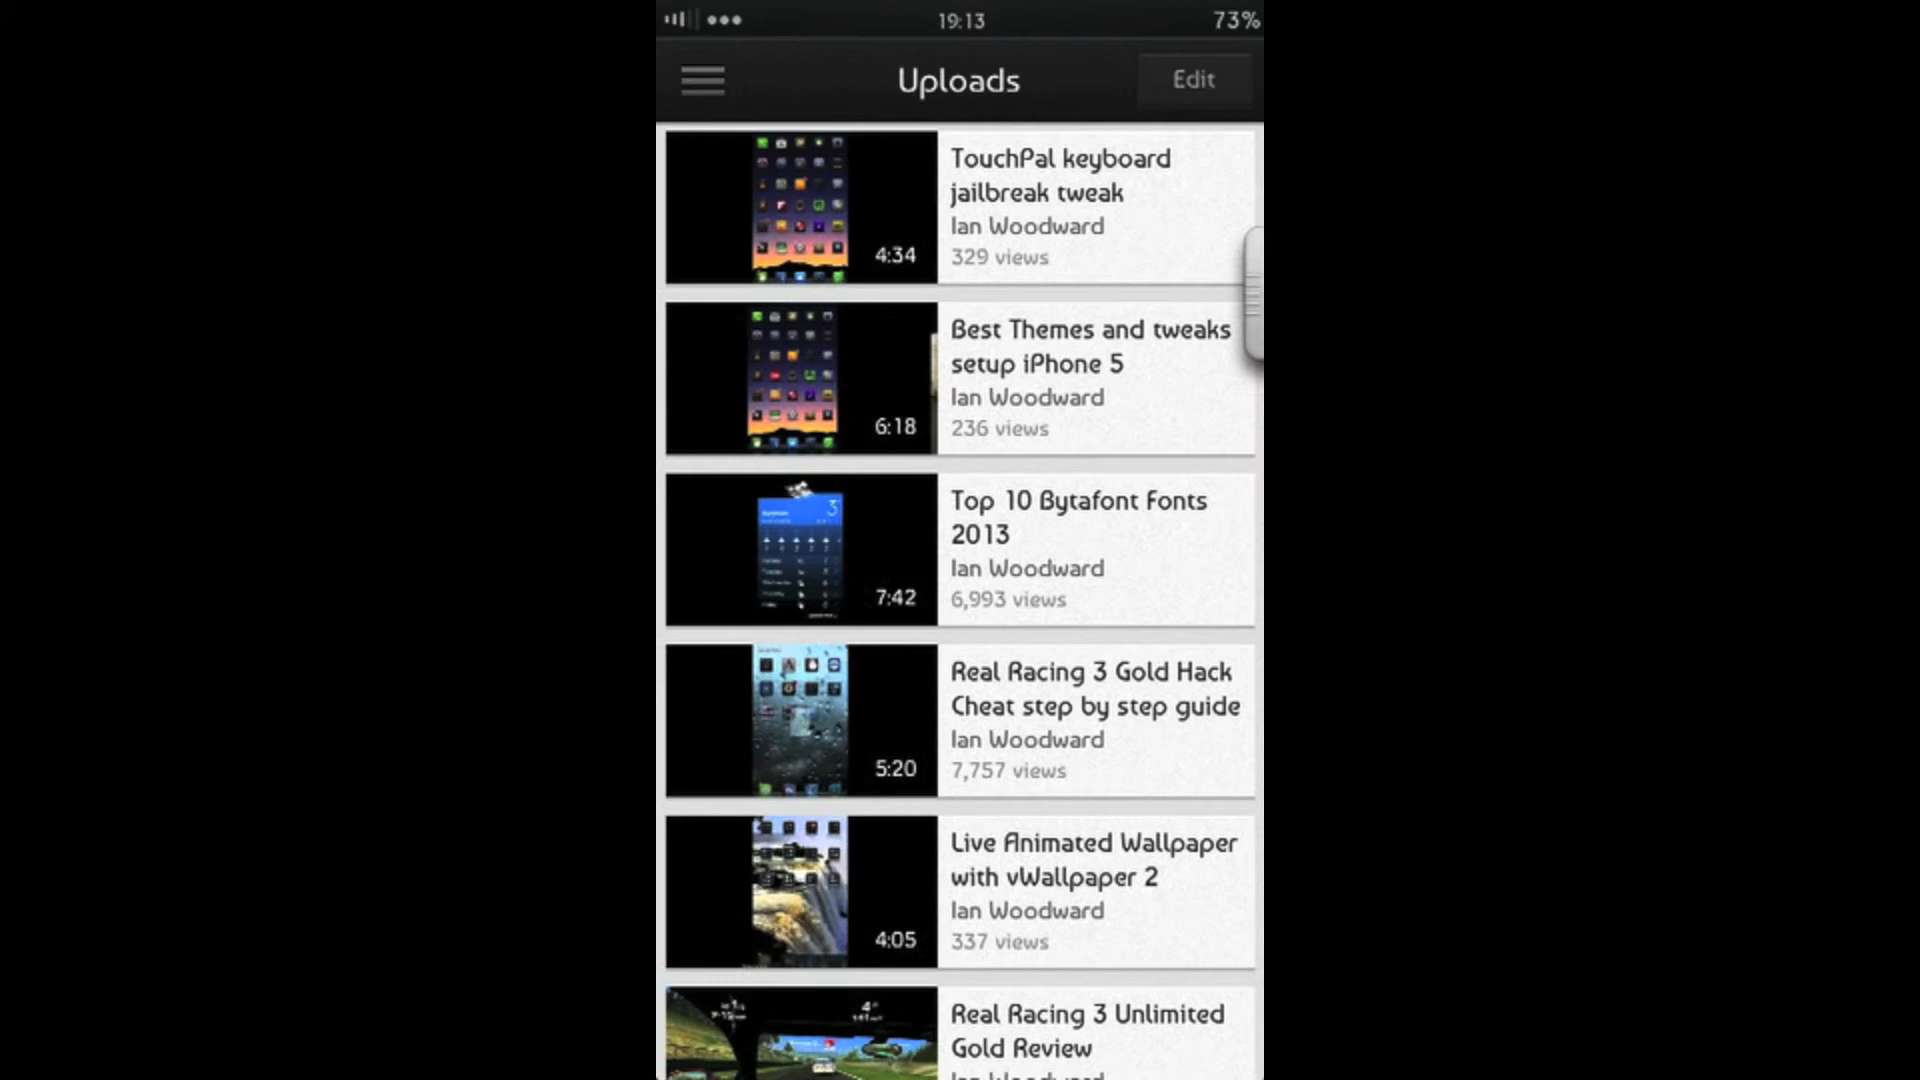 19:13
73%
Uploads
Edit
TouchPal keyboard
jailbreak tweak
Ian Woodward
329 views
4:34
Best Themes and tweaks
setup iPhone 5
Ian Woodward
236 views
6:18
Top 10 Bytafont Fonts
2013
Ian Woodward
6,993 views
7:42
Real Racing 3 Gold Hack
Cheat step by step guide
Ian Woodward
7,757 views
5:20
Live Animated Wallpaper
with vWallpaper 2
Ian Woodward
337 views
4:05
Real Racing 3 Unlimited
Gold Review